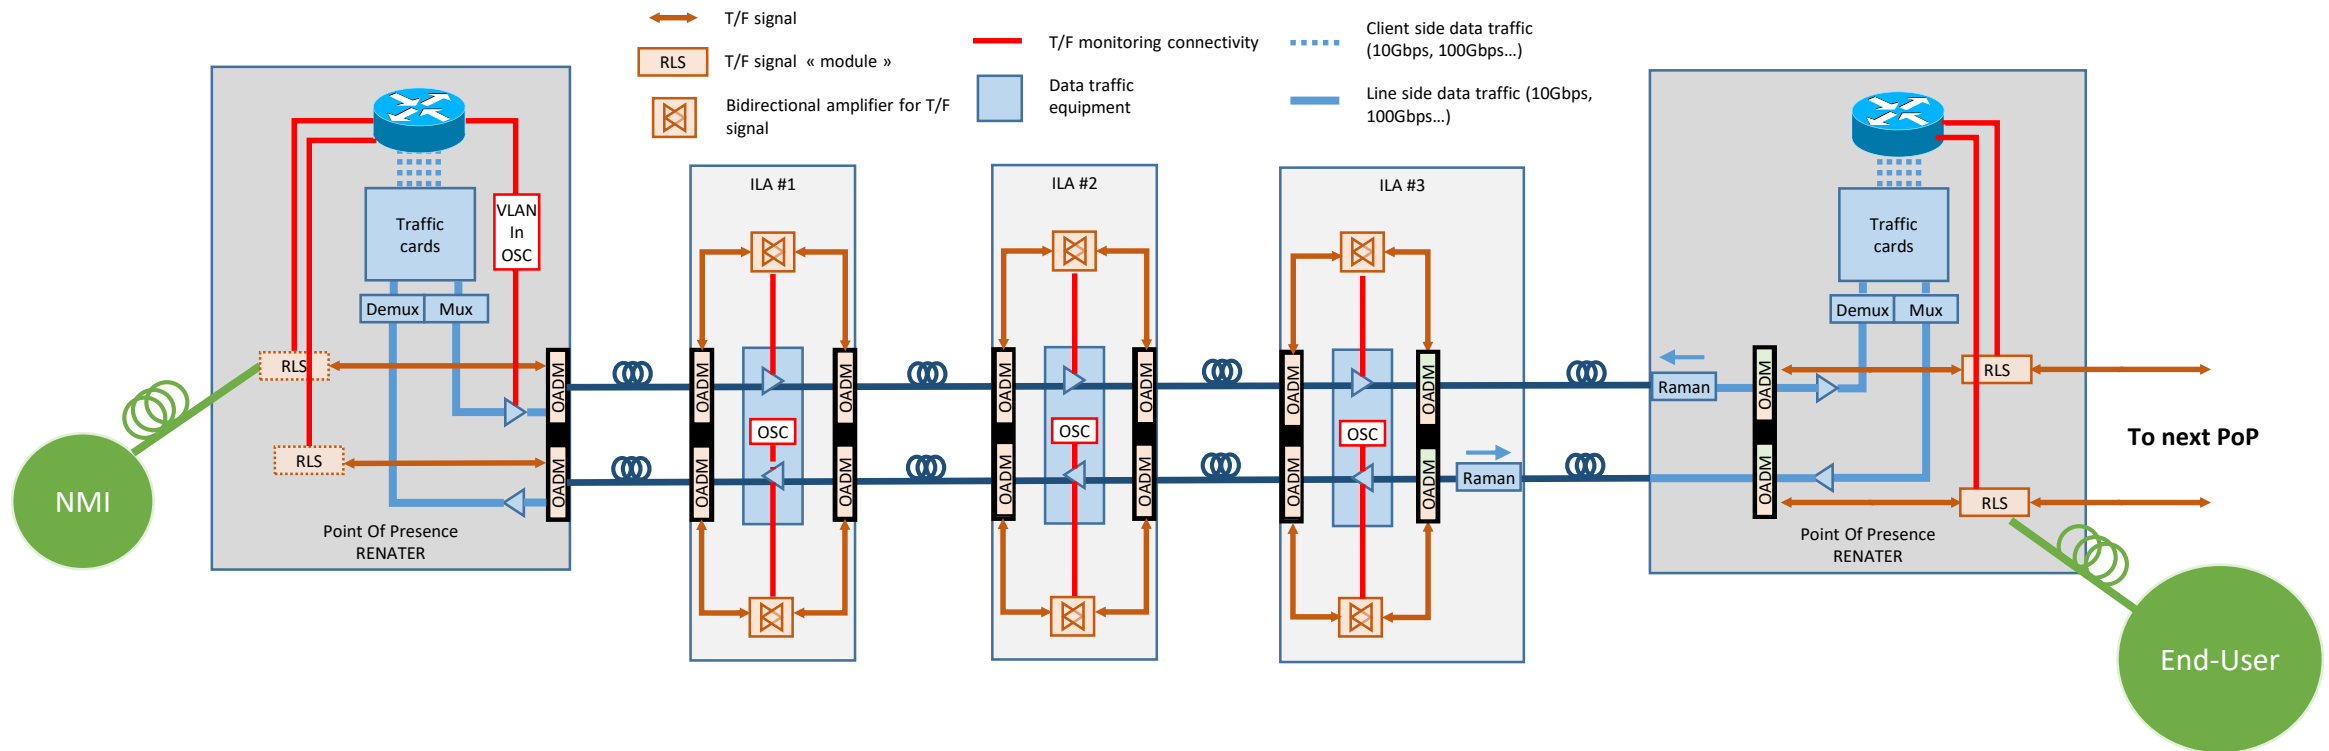 T/F signal
RLS
T/F signal « module »
Bidirectional amplifier for T/F
signal
T/F monitoring connectivity
Data traffic
equipment
Client side data traffic
(10Gbps, 100Gbps...)
Line side data traffic (10Gbps,
100Gbps...)
VLAN
In
OSC
Traffic
cards
Demux
Mux
RLS
RLS
OADM
OADM
Point Of Presence
RENATER
NMI
ILA #1
OADM
OADM
OSC
OADM
OADM
ILA #2
OADM
OADM
OSC
OADM
OADM
ILA #3
OADM
OADM
OSC
OADM
OADM
Raman
Raman
Traffic
cards
Demux
Mux
OADM
OADM
RLS
RLS
Point Of Presence
RENATER
To next PoP
End-User